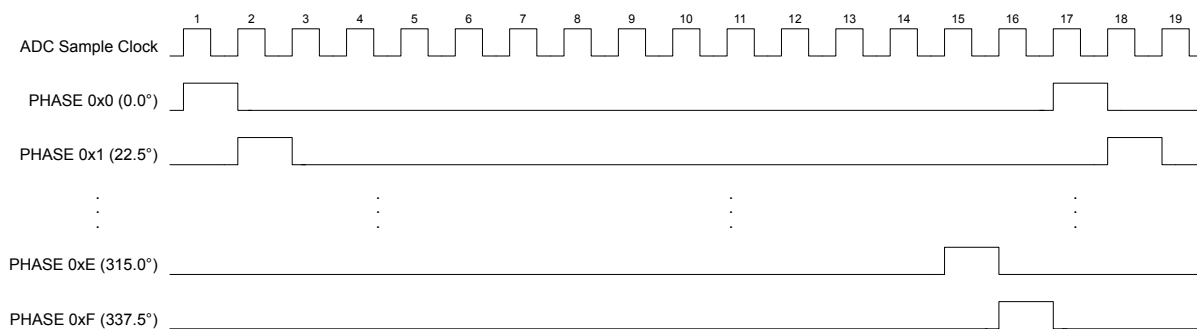 1 2 3 4 5 6 7 8 9 10 11 12 13 14 15 16 17 18 19
ADC Sample Clock
PHASE 0x0 (0.0°)
PHASE 0x1 (22.5°)
PHASE 0xE (315.0°)
PHASE 0xF (337.5°)